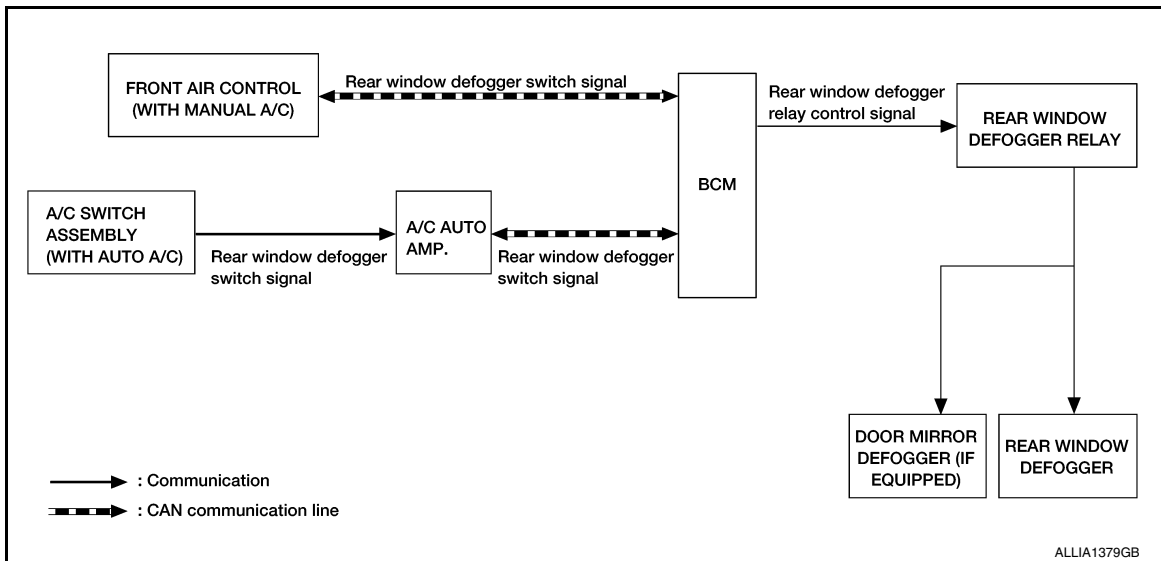 FRONT AIR CONTROL
(WITH MANUAL A/C)
Rear window defogger switch signal
BCM
Rear window defogger
relay control signal
REAR WINDOW
DEFOGGER RELAY
A/C SWITCH
ASSEMBLY
(WITH AUTO A/C)
Rear window defogger
switch signal
A/C AUTO
AMP.
Rear window defogger
switch signal
DOOR MIRROR
DEFOGGER (IF
EQUIPPED)
REAR WINDOW
DEFOGGER
: Communication
: CAN communication line
ALLIA1379GB